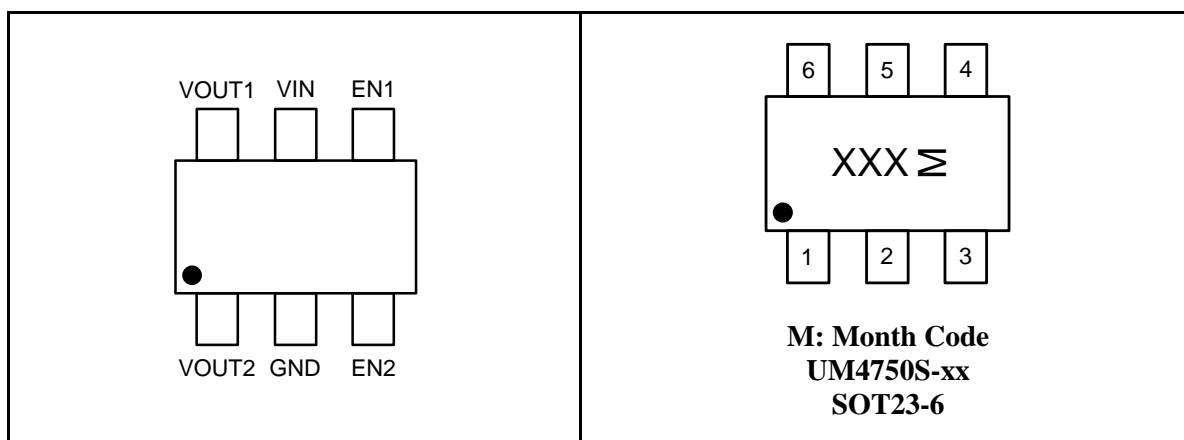 VOUT1 VIN EN1
VOUT2 GND EN2
6 5 4
XXX M
1 2 3
M: Month Code
UM4750S-xx
SOT23-6